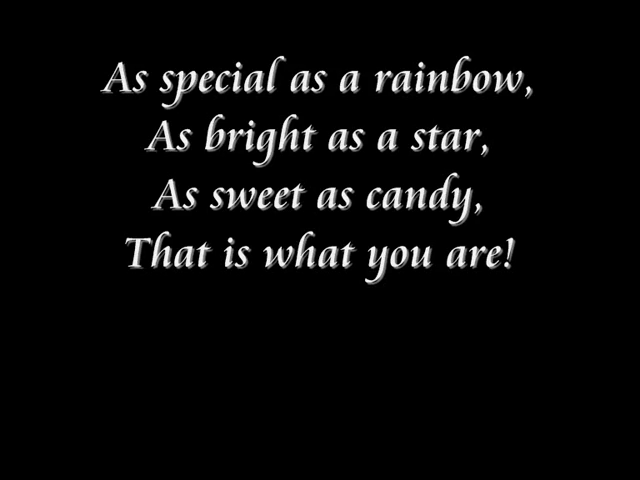 As special as a rainbow,
As bright as a star,
As sweet as candy,
That is what you are!